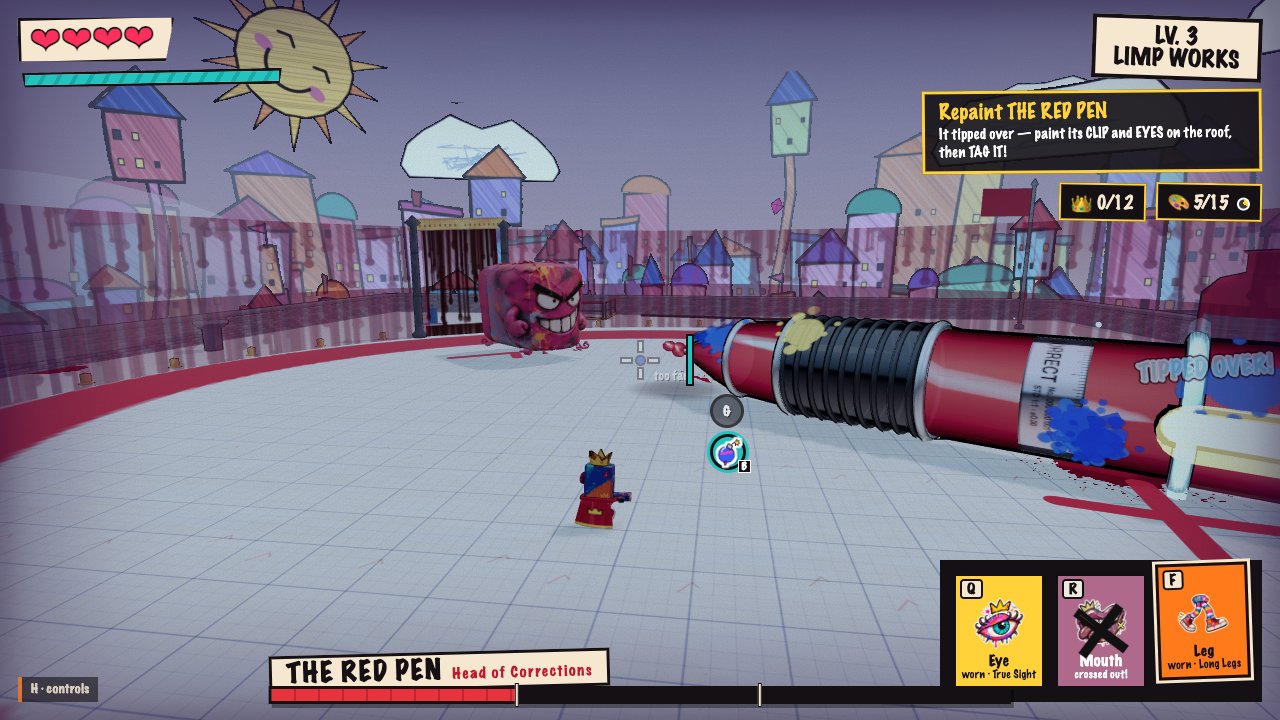 LV. 3
LIMP WORKS
Repaint THE RED PEN
It tipped over — paint its CLIP and EYES on the roof,
then TAG IT!
0/12
5/15
TIPPED OVER!
G
Q
Eye
worn · True Sight
R
Mouth
crossed out!
F
Leg
worn · Long Legs
THE RED PEN Head of Corrections
H · controls